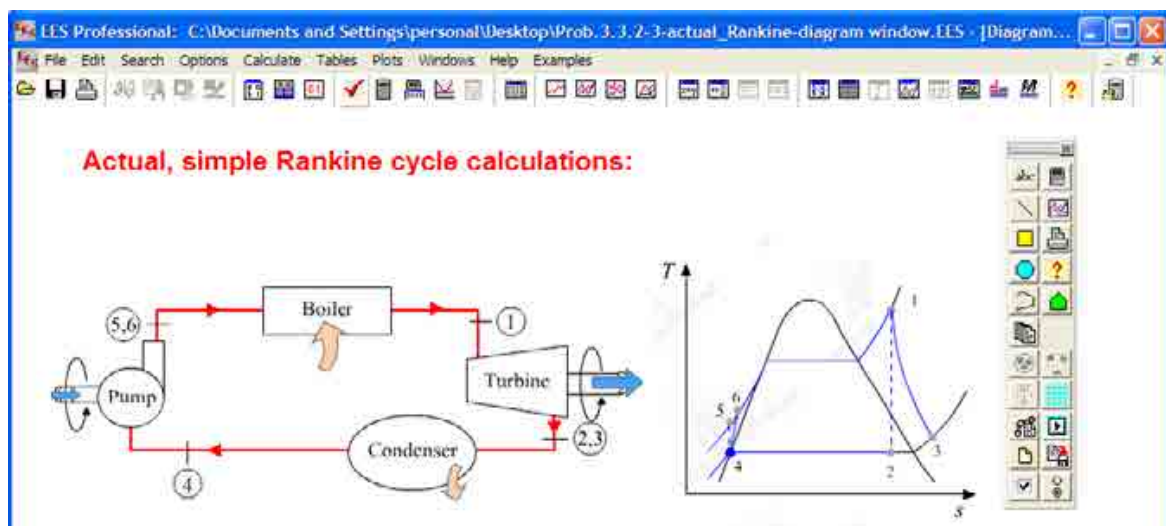 EES Professional: C:\Documents and Settings\personal\Desktop\Prob.3.3.2-3-actual_Rankine-diagram window.EES - [Diagram...
File Edit Search Options Calculate Tables Plots Windows Help Examples
Actual, simple Rankine cycle calculations:
5,6
Boiler
1
Pump
Turbine
2,3
Condenser
4
T
1
6
5
4
2
3
s
abc